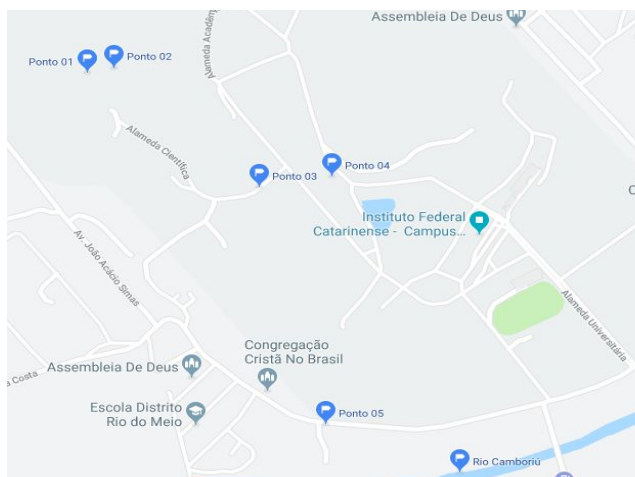 Assembleia De Deus
Alameda Acadêm
Ponto 01
Ponto 02
Alameda Científica
Ponto 03
Ponto 04
Instituto Federal
Catarinense - Campus...
C
Av. João Acácio Simas
Alameda Universitária
Congregação
Cristã No Brasil
Assembleia De Deus
a Costa
Escola Distrito
Rio do Meio
Ponto 05
Rio Camboriú